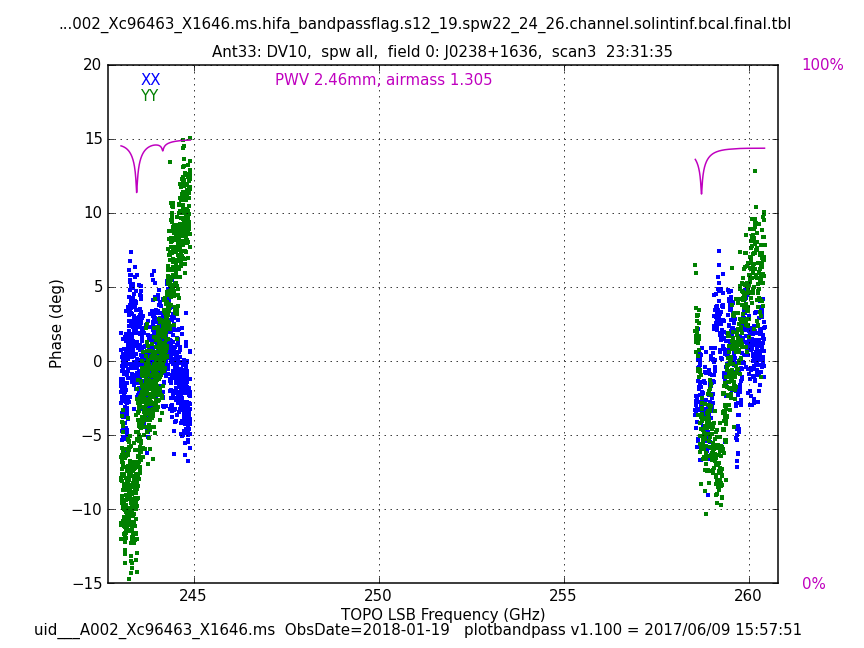 ...002_Xc96463_X1646.ms.hifa_bandpassflag.s12_19.spw22_24_26.channel.solintinf.bcal.final.tbl
Ant33: DV10,  spw all,  field 0: J0238+1636,  scan3  23:31:35
20
100%
XX
PWV 2.46mm, airmass 1.305
YY
15
10
5
Phase (deg)
0
−5
−10
−15
0%
245
250
255
260
TOPO LSB Frequency (GHz)
uid___A002_Xc96463_X1646.ms  ObsDate=2018-01-19   plotbandpass v1.100 = 2017/06/09 15:57:51